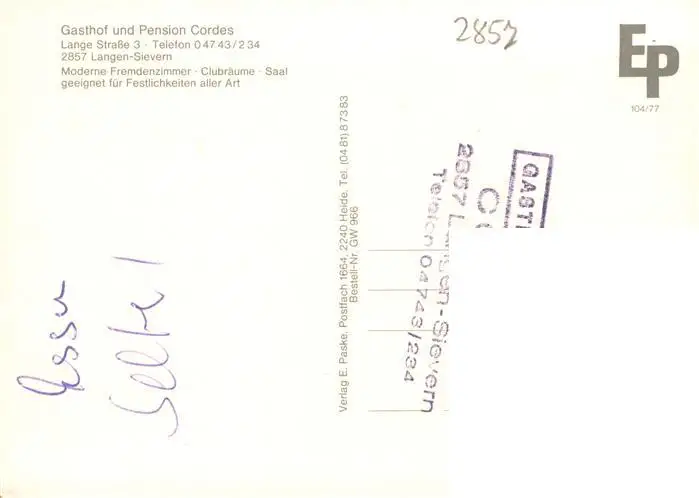 Gasthof und Pension Cordes
Lange Straße 3 · Telefon 0 47 43 / 2 34
2857 Langen-Sievern
Moderne Fremdenzimmer · Clubräume · Saal
geeignet für Festlichkeiten aller Art
2857
Ep
104/77
Verlag E. Paske, Postfach 1664, 2240 Heide, Tel. (04 81) 8 73 83
Bestell-Nr. GW 966
GAST
2857 L en-Sievern
Telefon 04743/234